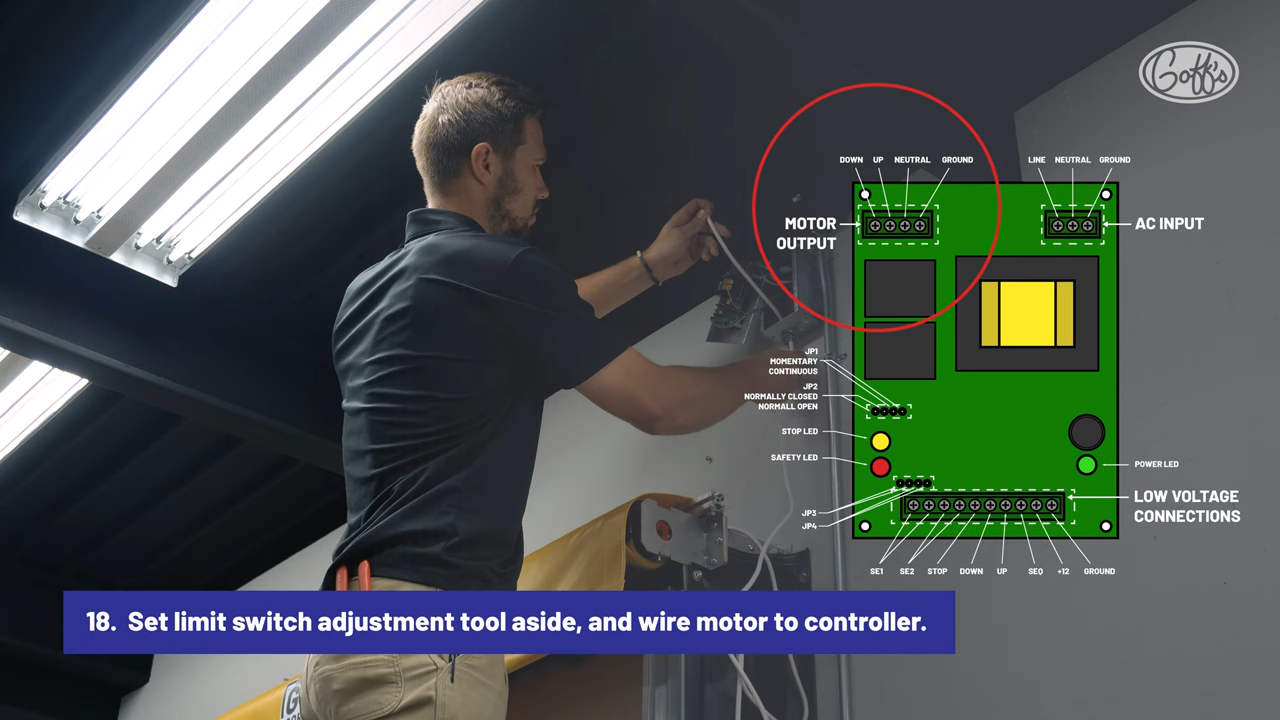 Goff's
DOWN UP NEUTRAL GROUND
LINE NEUTRAL GROUND
MOTOR
OUTPUT
AC INPUT
JP1
MOMENTARY
CONTINUOUS
JP2
NORMALLY CLOSED
NORMALL OPEN
STOP LED
SAFETY LED
POWER LED
LOW VOLTAGE
CONNECTIONS
JP3
JP4
SE1 SE2 STOP DOWN UP SEQ +12 GROUND
18. Set limit switch adjustment tool aside, and wire motor to controller.